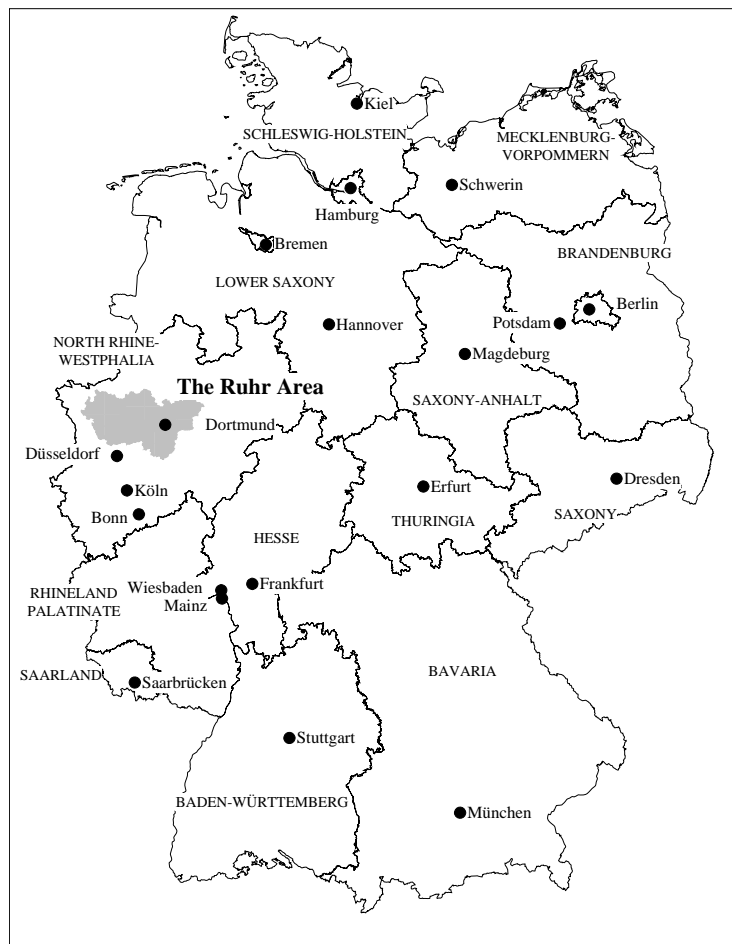 Kiel
SCHLESWIG-HOLSTEIN
MECKLENBURG-
VORPOMMERN
Schwerin
Hamburg
Bremen
BRANDENBURG
LOWER SAXONY
Berlin
Potsdam
Hannover
NORTH RHINE-
WESTPHALIA
Magdeburg
The Ruhr Area
SAXONY-ANHALT
Dortmund
Düsseldorf
Dresden
Köln
Erfurt
Bonn
THURINGIA
SAXONY
HESSE
RHINELAND
PALATINATE
Wiesbaden
Mainz
Frankfurt
SAARLAND
Saarbrücken
BAVARIA
Stuttgart
BADEN-WÜRTTEMBERG
München